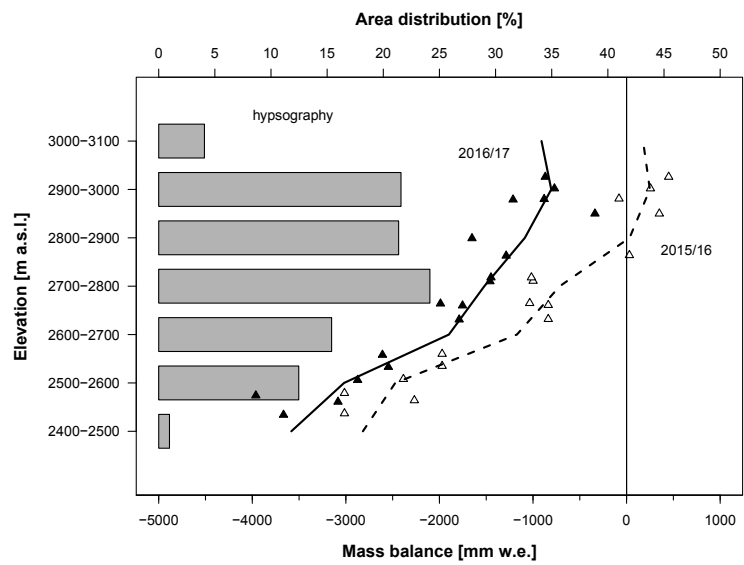 Area distribution [%]
0 5 10 15 20 25 30 35 40 45 50
hypsography
2016/17
2015/16
Elevation [m a.s.l.]
3000−3100
2900−3000
2800−2900
2700−2800
2600−2700
2500−2600
2400−2500
−5000 −4000 −3000 −2000 −1000 0 1000
Mass balance [mm w.e.]